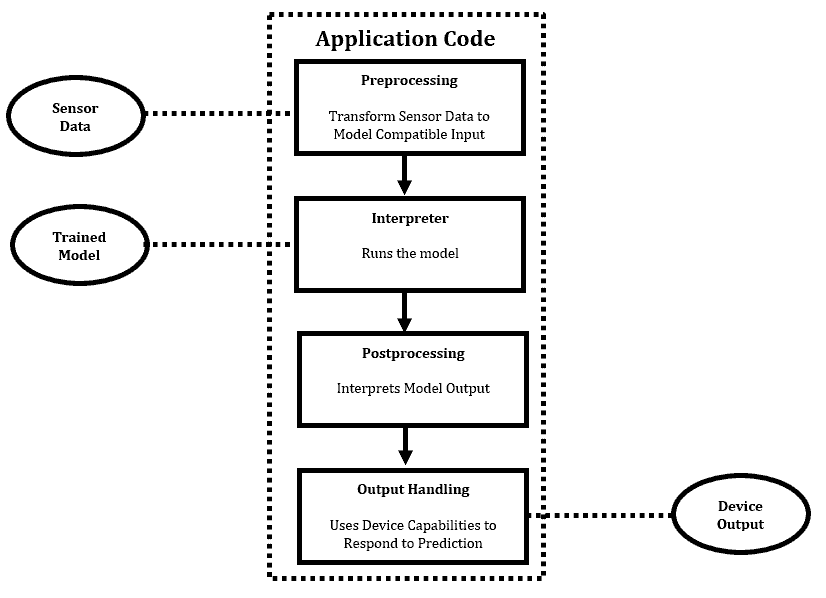 Application Code
Preprocessing
Transform Sensor Data to
Model Compatible Input
Sensor
Data
Interpreter
Runs the model
Trained
Model
Postprocessing
Interprets Model Output
Output Handling
Uses Device Capabilities to
Respond to Prediction
Device
Output